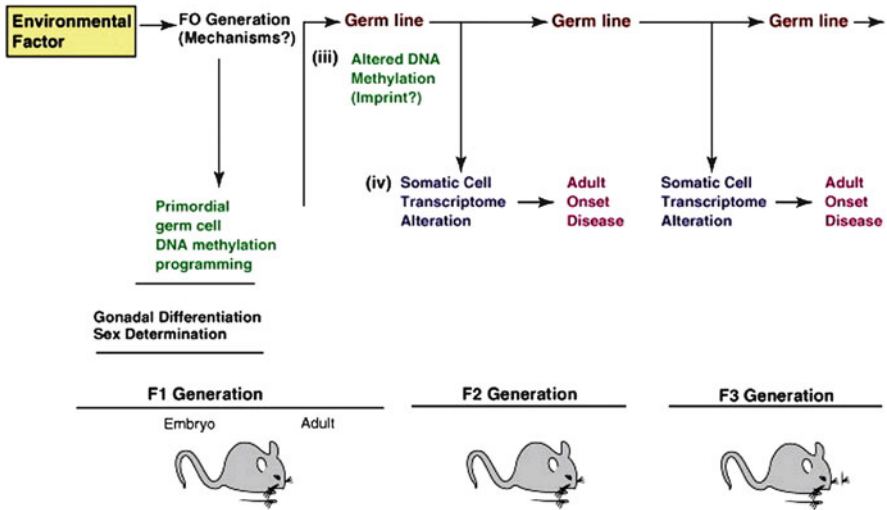 Environmental
Factor
FO Generation
(Mechanisms?)
Germ line
Germ line
Germ line
(iii) Altered DNA
Methylation
(Imprint?)
Primordial
germ cell
DNA methylation
programming
(iv) Somatic Cell
Transcriptome
Alteration
Adult
Onset
Disease
Somatic Cell
Transcriptome
Alteration
Adult
Onset
Disease
Gonadal Differentiation
Sex Determination
F1 Generation
F2 Generation
F3 Generation
Embryo
Adult